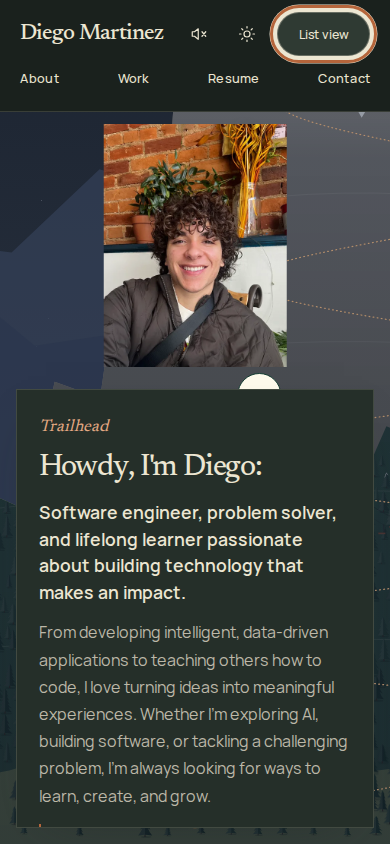 Diego Martinez
List view
About Work Resume Contact
Trailhead
Howdy, I'm Diego:
Software engineer, problem solver,
and lifelong learner passionate
about building technology that
makes an impact.
From developing intelligent, data-driven
applications to teaching others how to
code, I love turning ideas into meaningful
experiences. Whether I'm exploring AI,
building software, or tackling a challenging
problem, I'm always looking for ways to
learn, create, and grow.